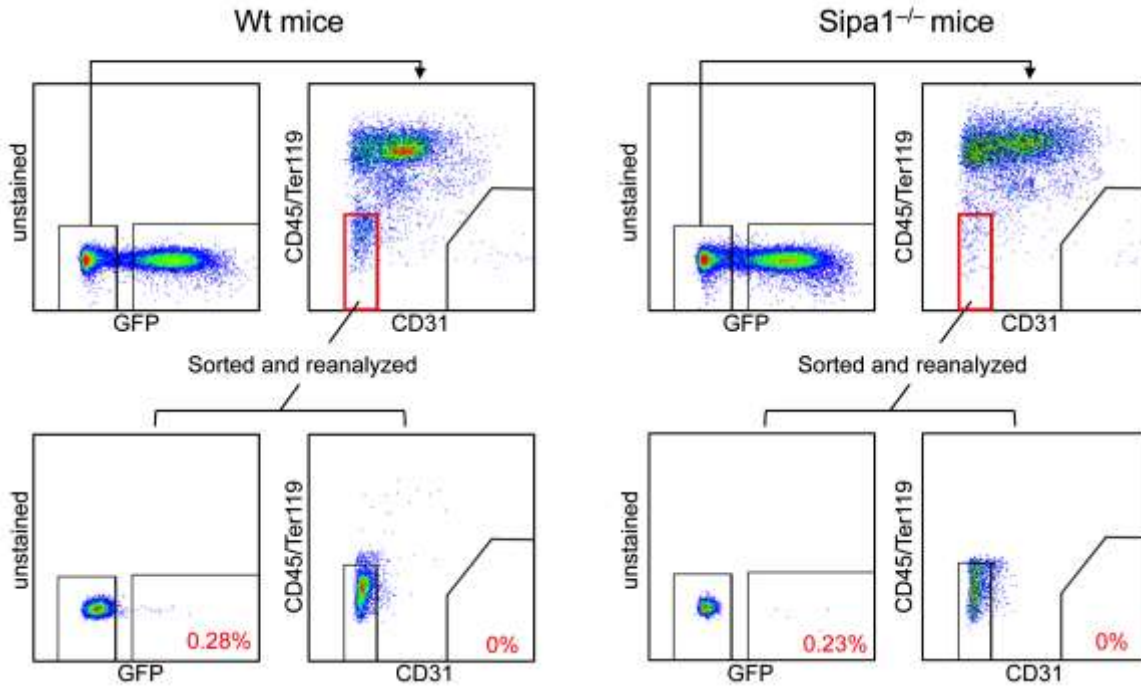 Wt mice
Sipa1–/– mice
unstained
GFP
CD45/Ter119
CD31
unstained
GFP
CD45/Ter119
CD31
Sorted and reanalyzed
Sorted and reanalyzed
unstained
0.28%
GFP
CD45/Ter119
0%
CD31
unstained
0.23%
GFP
CD45/Ter119
0%
CD31